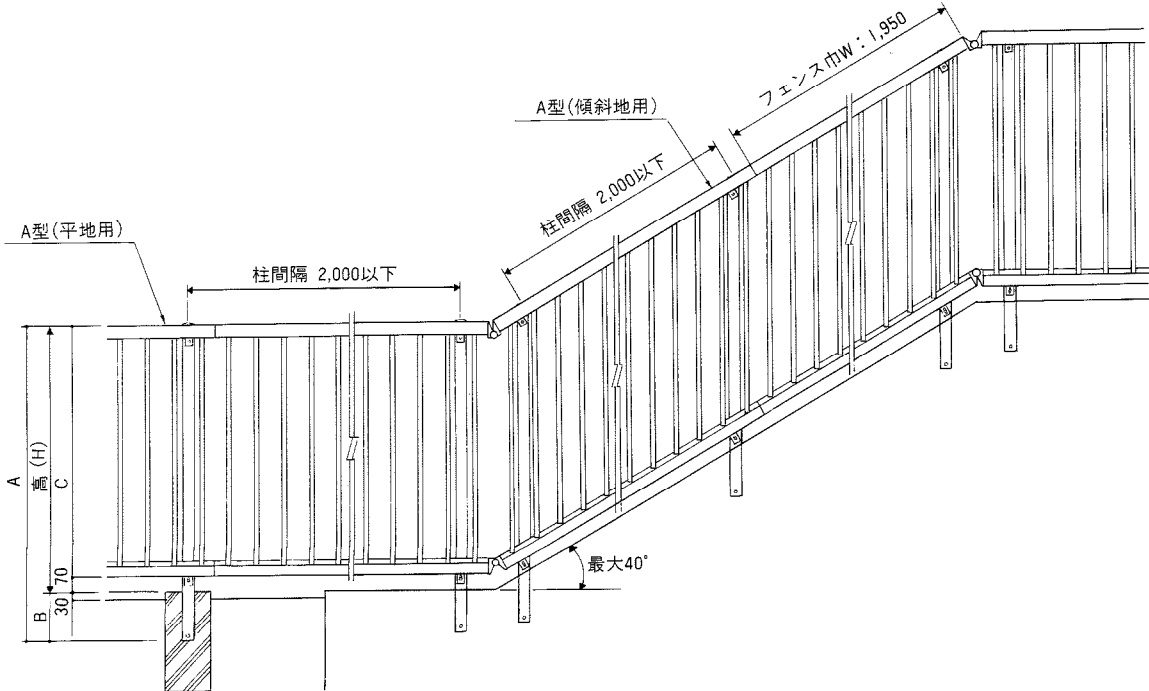 フェンス巾W：1,950
A型(傾斜地用)
柱間隔 2,000以下
A型(平地用)
柱間隔 2,000以下
A
高(H)
C
70
B
30
最大40°